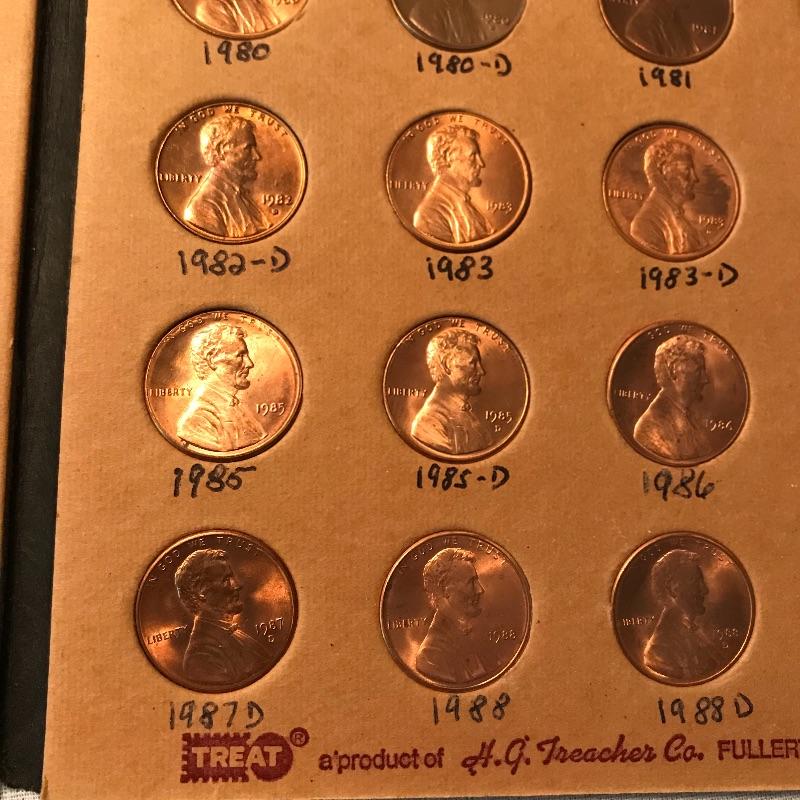 1980
1980-D
1981
1980
1981
IN GOD WE TRUST
LIBERTY
1982
D
1982-D
IN GOD WE TRUST
LIBERTY
1983
1983
IN GOD WE TRUST
LIBERTY
1983
D
1983-D
IN GOD WE TRUST
LIBERTY
1985
1985
IN GOD WE TRUST
LIBERTY
1985
D
1985-D
GOD WE TRUST
LIBERTY
1986
1986
IN GOD WE TRUST
LIBERTY
1987
D
1987D
IN GOD WE TRUST
LIBERTY
1988
1988
IN GOD WE TRUST
LIBERTY
1988
D
1988D
TREAT ® a product of H.G. Treacher Co. FULLER